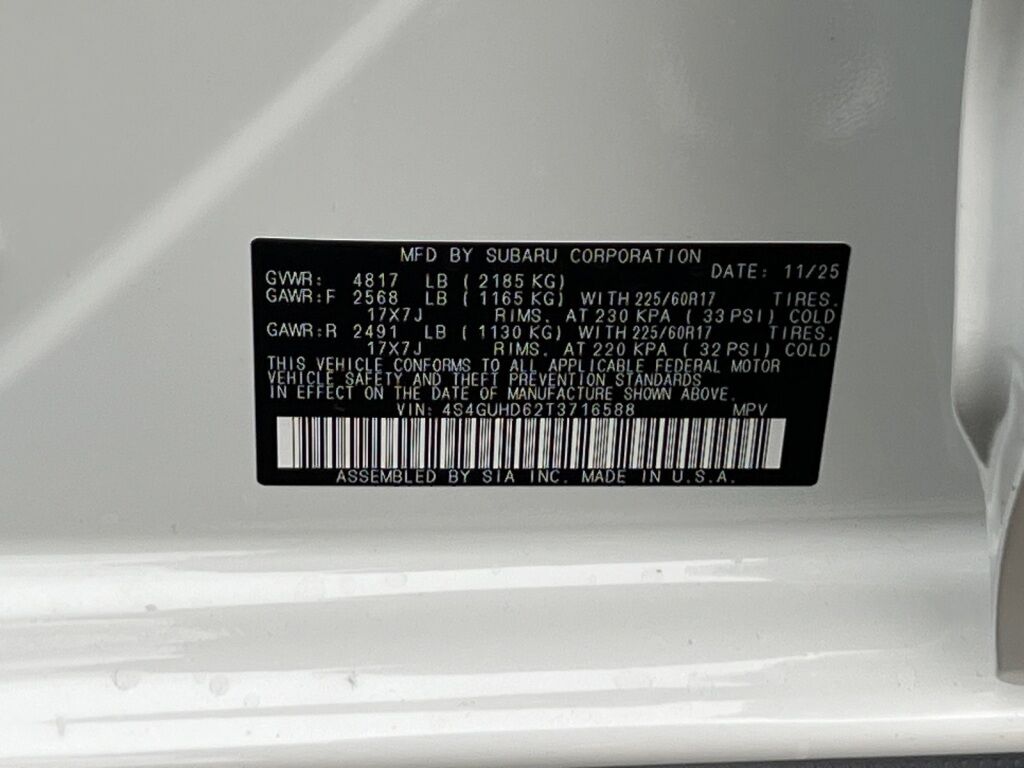 MFD BY SUBARU CORPORATION DATE: 11/25
GVWR: 4817 LB ( 2185 KG)
GAWR:F 2568 LB ( 1165 KG) WITH 225/60R17 TIRES.
17X7J RIMS. AT 230 KPA ( 33 PSI) COLD
GAWR:R 2491 LB ( 1130 KG) WITH 225/60R17 TIRES.
17X7J RIMS. AT 220 KPA ( 32 PSI) COLD
THIS VEHICLE CONFORMS TO ALL APPLICABLE FEDERAL MOTOR
VEHICLE SAFETY AND THEFT PREVENTION STANDARDS
IN EFFECT ON THE DATE OF MANUFACTURE SHOWN ABOVE.
VIN: 4S4GUHD62T3716588 MPV
ASSEMBLED BY SIA INC. MADE IN U.S.A.